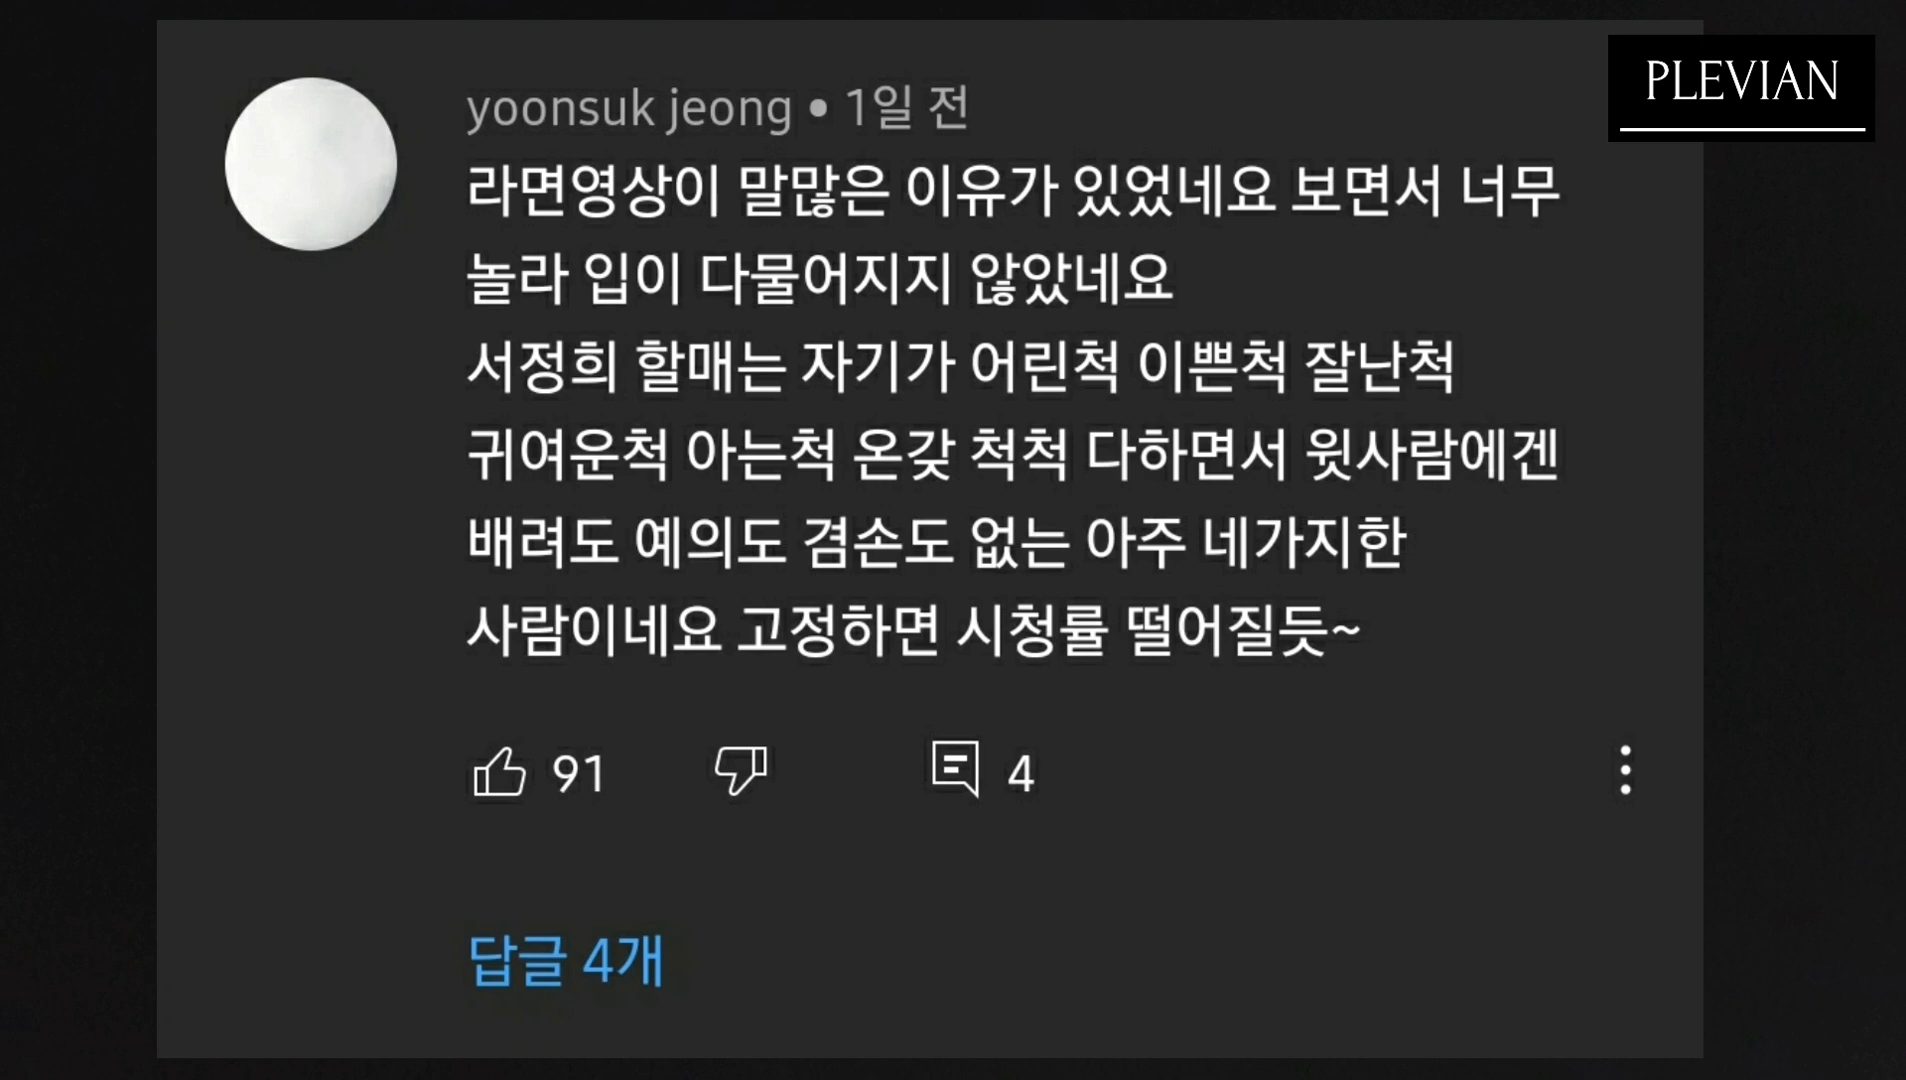 PLEVIAN
yoonsuk jeong • 1일 전
라면영상이 말많은 이유가 있었네요 보면서 너무
놀라 입이 다물어지지 않았네요
서정희 할매는 자기가 어린척 이쁜척 잘난척
귀여운척 아는척 온갖 척척 다하면서 윗사람에겐
배려도 예의도 겸손도 없는 아주 네가지한
사람이네요 고정하면 시청률 떨어질듯~
91 4
답글 4개